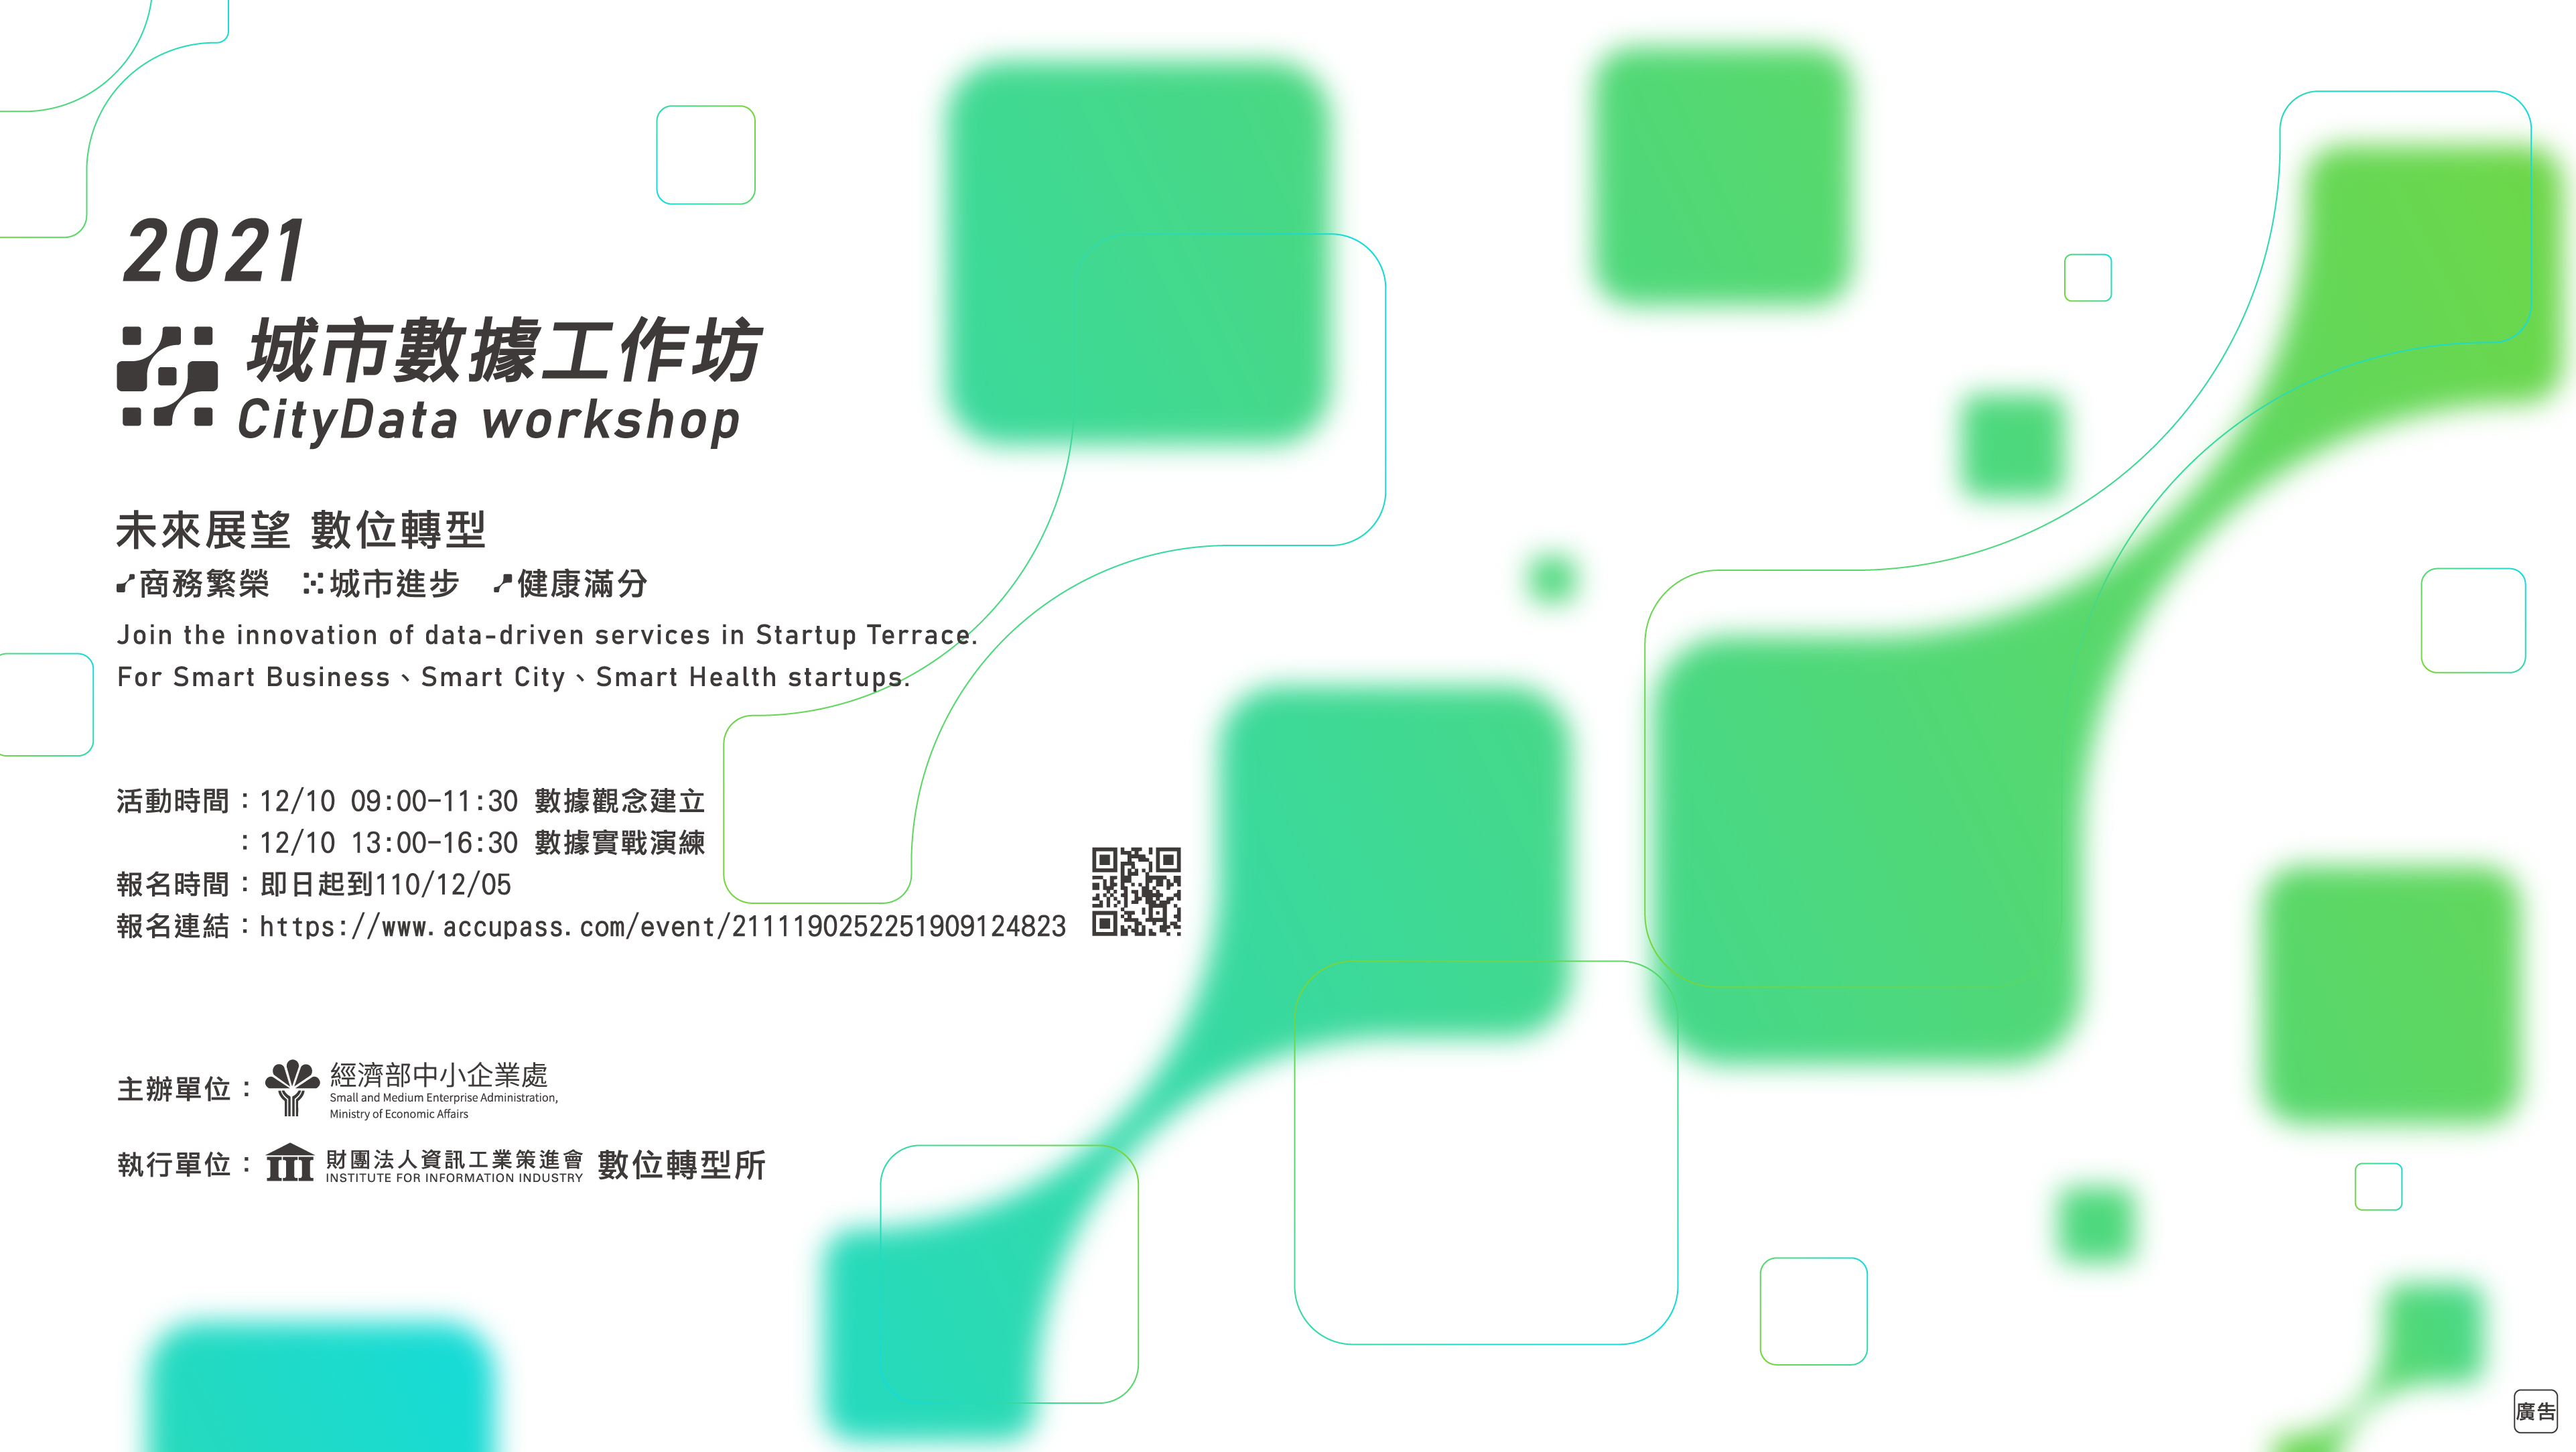 2021
城市數據工作坊
CityData workshop
未來展望 數位轉型
商務繁榮 城市進步 健康滿分
Join the innovation of data-driven services in Startup Terrace.
For Smart Business、Smart City、Smart Health startups.
活動時間：12/10 09:00-11:30 數據觀念建立
：12/10 13:00-16:30 數據實戰演練
報名時間：即日起到110/12/05
報名連結：https://www.accupass.com/event/2111190252251909124823
主辦單位：經濟部中小企業處
Small and Medium Enterprise Administration,
Ministry of Economic Affairs
執行單位：財團法人資訊工業策進會 數位轉型所
INSTITUTE FOR INFORMATION INDUSTRY
廣告